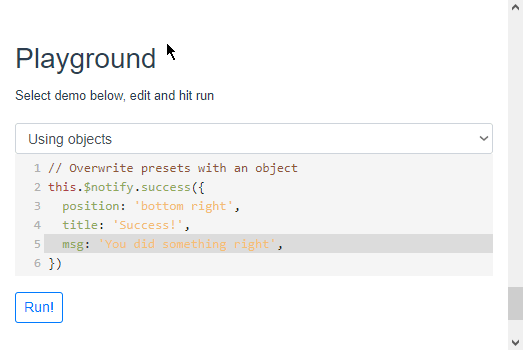 Playground
Select demo below, edit and hit run
Using objects
1 // Overwrite presets with an object
2 this.$notify.success({
3   position: 'bottom right',
4   title: 'Success!',
5   msg: 'You did something right',
6 })
Run!